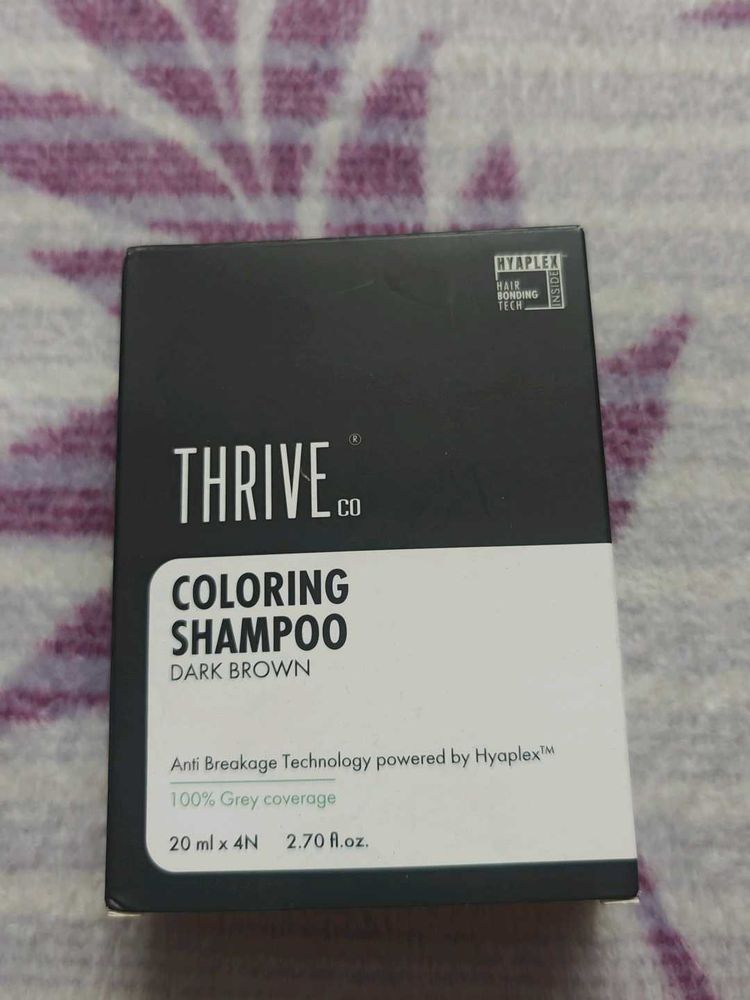 HYAPLEX
HAIR
BONDING
TECH
INSIDE
THRIVE CO ®
COLORING
SHAMPOO
DARK BROWN
Anti Breakage Technology powered by Hyaplex™
100% Grey coverage
20 ml x 4N 2.70 fl.oz.